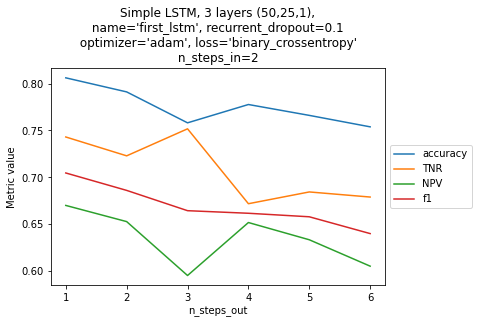 Simple LSTM, 3 layers (50,25,1),
name='first_lstm', recurrent_dropout=0.1
optimizer='adam', loss='binary_crossentropy'
n_steps_in=2
0.80
0.75
0.70
0.65
0.60
Metric value
1 2 3 4 5 6
n_steps_out
accuracy
TNR
NPV
f1